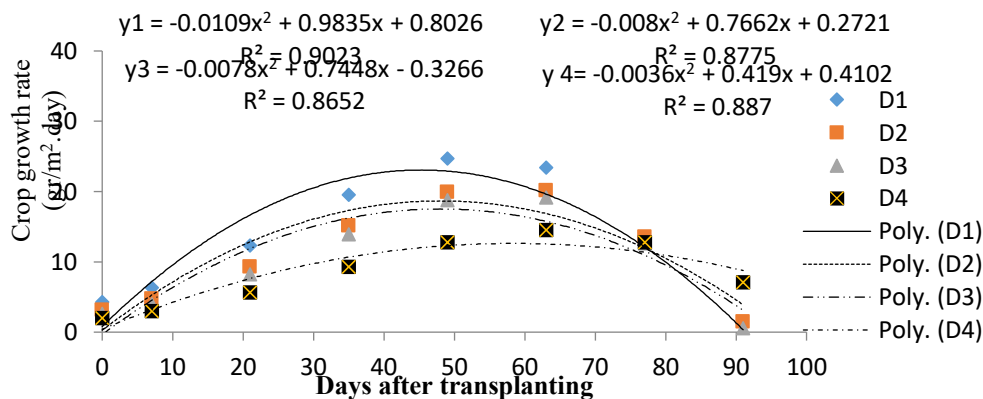 y1 = -0.0109x² + 0.9835x + 0.8026
R² = 0.9023
y2 = -0.008x² + 0.7662x + 0.2721
R² = 0.8775
y3 = -0.0078x² + 0.7448x - 0.3266
R² = 0.8652
y 4= -0.0036x² + 0.419x + 0.4102
R² = 0.887
Crop growth rate
(gr/m².day)
40
30
20
10
0
0 10 20 30 40 50 60 70 80 90 100
Days after transplanting
D1
D2
D3
D4
Poly. (D1)
Poly. (D2)
Poly. (D3)
Poly. (D4)